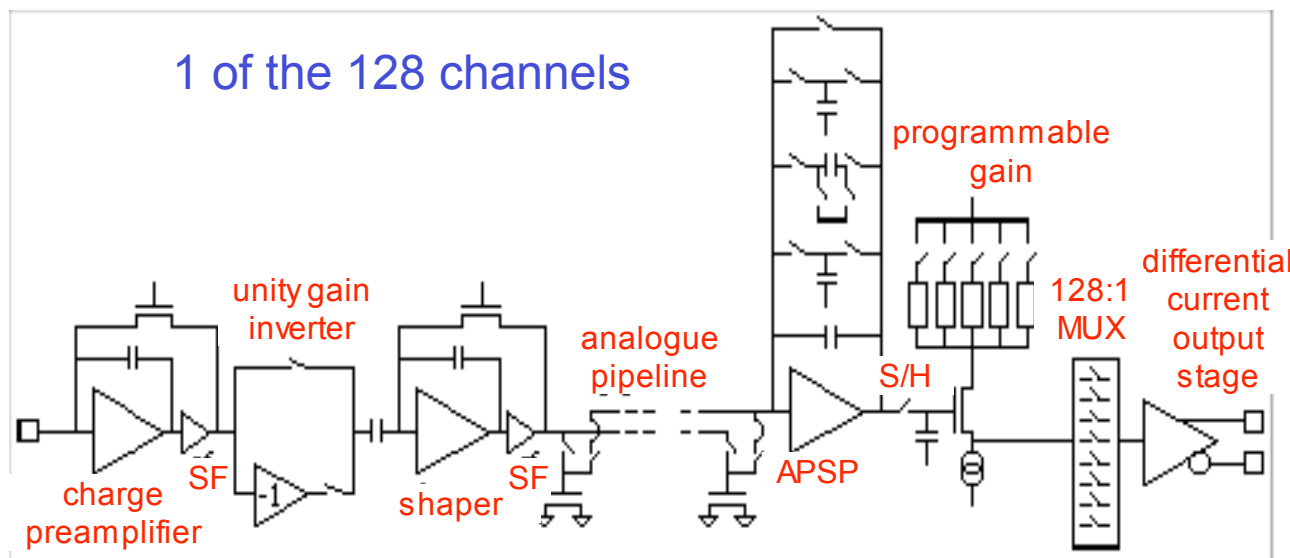 1 of the 128 channels
programmable
gain
unity gain
inverter
analogue
pipeline
S/H
128:1
MUX
differential
current
output
stage
-1
SF
charge
preamplifier
shaper
SF
APSP